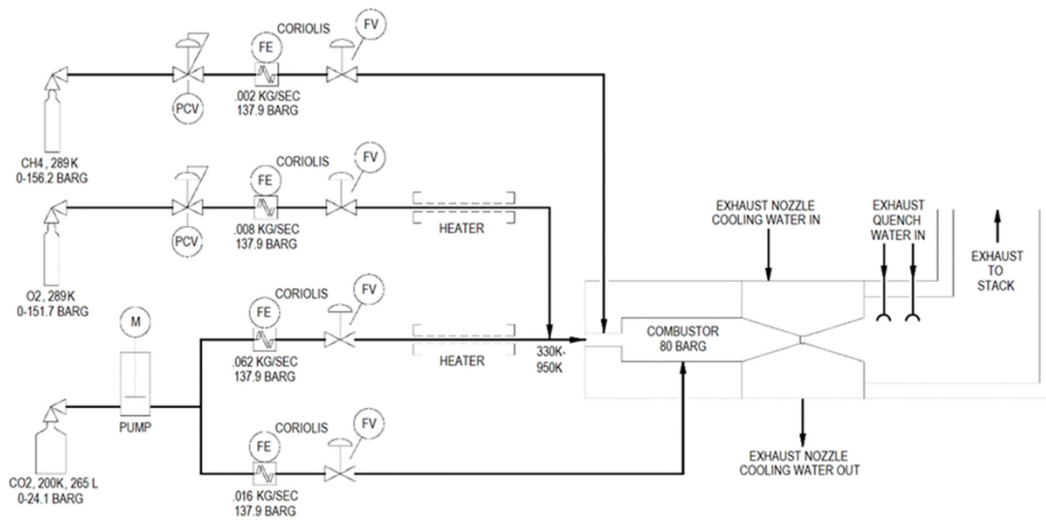 CORIOLIS
FE
FV
PCV
.002 KG/SEC
137.9 BARG
CH4, 289K
0-156.2 BARG
CORIOLIS
FE
FV
PCV
.008 KG/SEC
137.9 BARG
HEATER
O2, 289K
0-151.7 BARG
EXHAUST NOZZLE
COOLING WATER IN
EXHAUST
QUENCH
WATER IN
EXHAUST
TO
STACK
M
CORIOLIS
FE
FV
.062 KG/SEC
137.9 BARG
HEATER
330K-
950K
COMBUSTOR
80 BARG
PUMP
CORIOLIS
FE
FV
.016 KG/SEC
137.9 BARG
CO2, 200K, 265 L
0-24.1 BARG
EXHAUST NOZZLE
COOLING WATER OUT